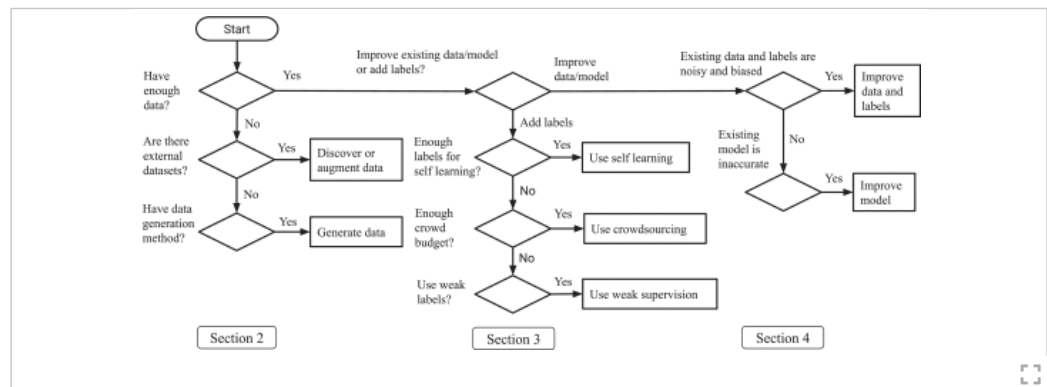 Start
Have
enough
data?
Yes
No
Are there
external
datasets?
Yes
Discover or
augment data
No
Have data
generation
method?
Yes
Generate data
Section 2
Improve existing data/model
or add labels?
Improve
data/model
Add labels
Enough
labels for
self learning?
Yes
Use self learning
No
Enough
crowd
budget?
Yes
Use crowdsourcing
No
Use weak
labels?
Yes
Use weak supervision
Section 3
Existing data and labels are
noisy and biased
Yes
Improve
data and
labels
No
Existing
model is
inaccurate
Yes
Improve
model
Section 4